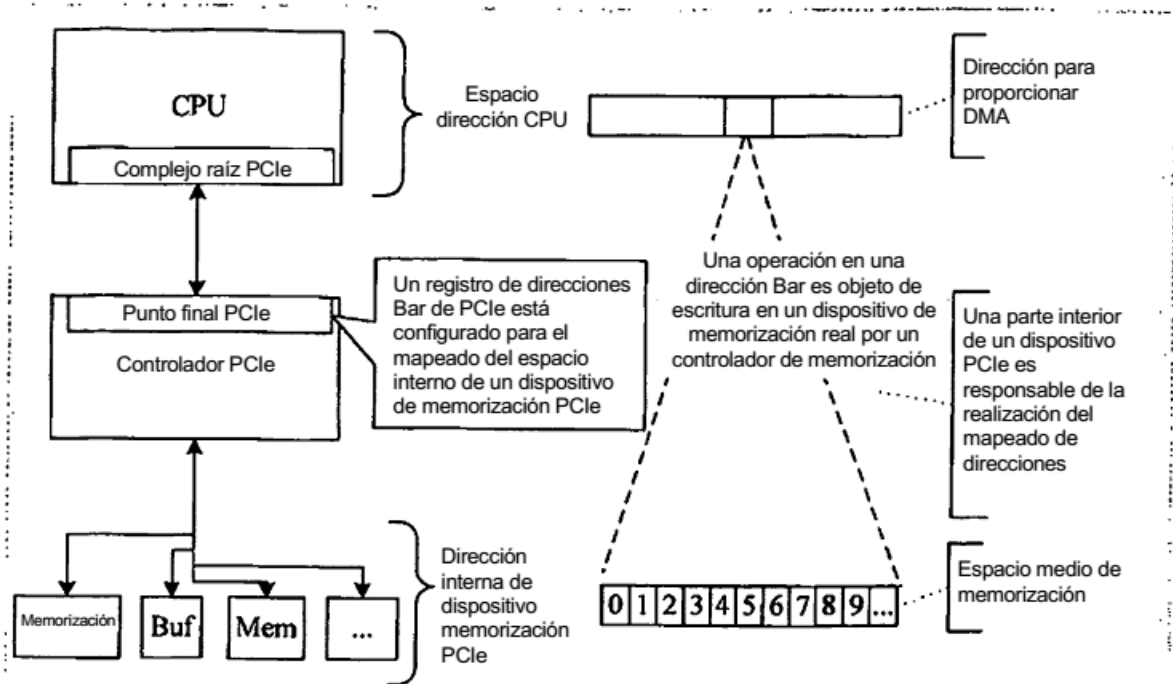 CPU
Complejo raíz PCIe
Espacio
dirección CPU
Dirección para
proporcionar
DMA
Punto final PCIe
Controlador PCIe
Un registro de direcciones
Bar de PCIe está
configurado para el
mapeado del espacio
interno de un dispositivo
de memorización PCIe
Una operación en una
dirección Bar es objeto de
escritura en un dispositivo de
memorización real por un
controlador de memorización
Una parte interior
de un dispositivo
PCIe es
responsable de la
realización del
mapeado de
direcciones
Memorización
Buf
Mem
...
Dirección
interna de
dispositivo
memorización
PCIe
0 1 2 3 4 5 6 7 8 9 ...
Espacio medio de
memorización